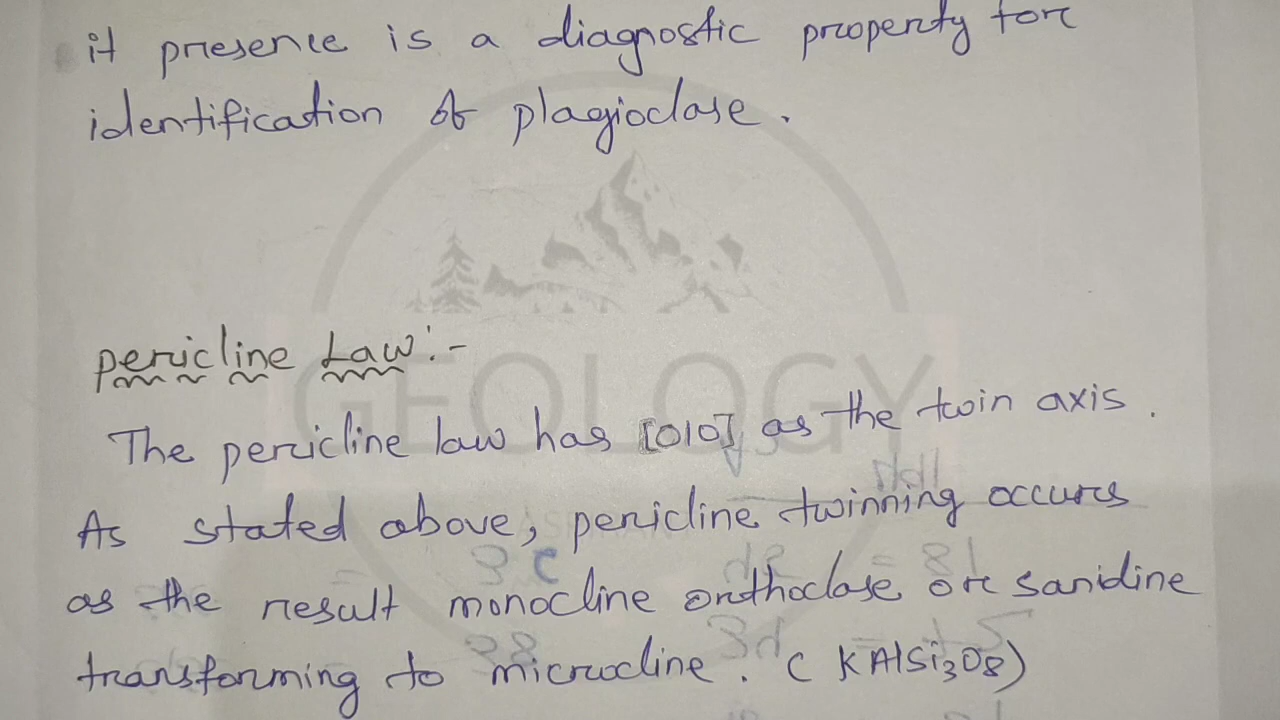 it presence is a diagnostic property for
identification of plagioclase.
GEOLOGY
pericline Law:-
The pericline law has [010] as the twin axis.
As stated above, pericline twinning occurs
as the result monocline orthoclase or sanidine
transforming to microcline. (KAlSi3O8)